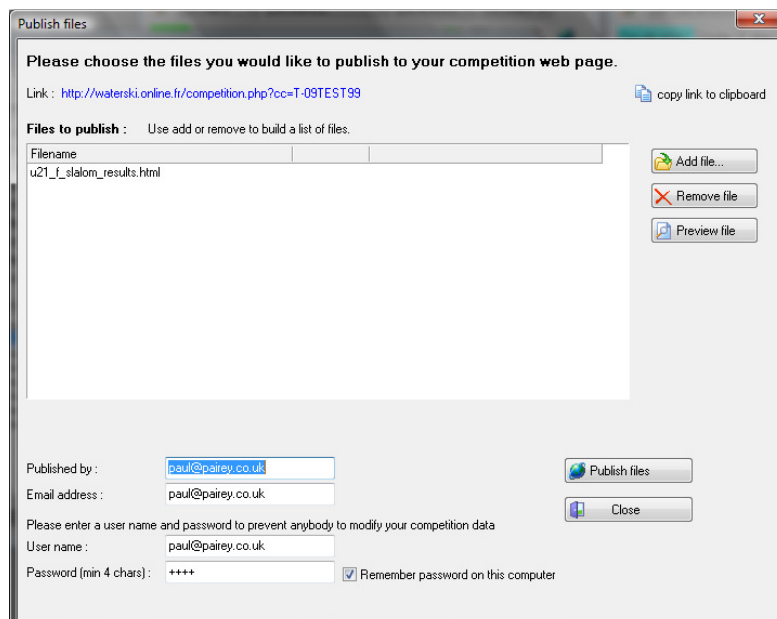 Publish files
Please choose the files you would like to publish to your competition web page.
Link : http://waterski.online.fr/competition.php?cc=T-09TEST99
copy link to clipboard
Files to publish : Use add or remove to build a list of files.
Filename
u21_f_slalom_results.html
Add file...
Remove file
Preview file
Published by : paul@pairey.co.uk
Publish files
Email address : paul@pairey.co.uk
Close
Please enter a user name and password to prevent anybody to modify your competition data
User name : paul@pairey.co.uk
Password (min 4 chars) : ++++ Remember password on this computer